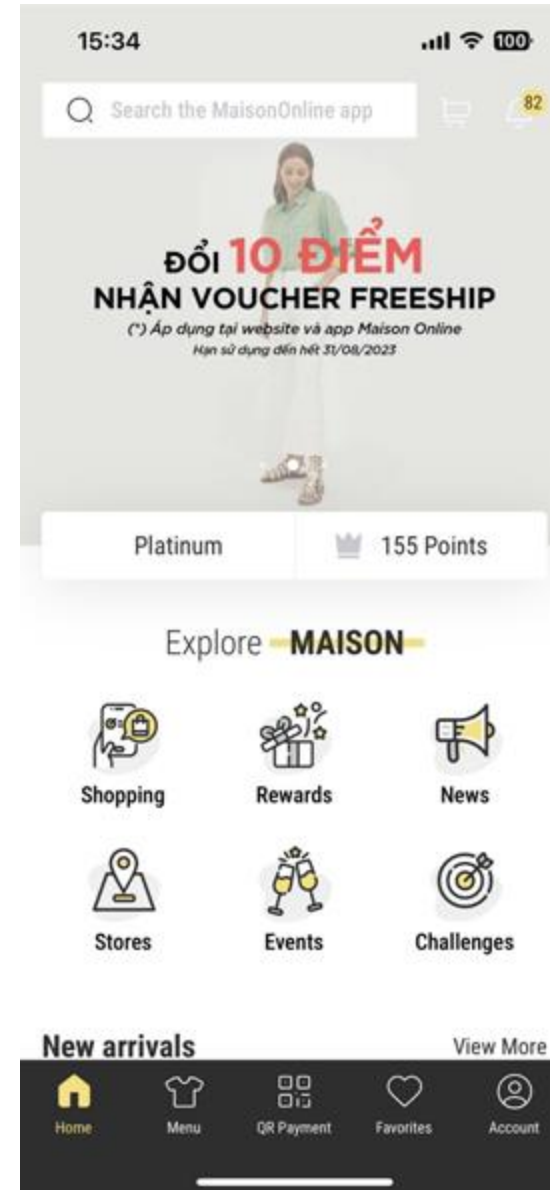 15:34
100
Search the MaisonOnline app
82
ĐỔI 10 ĐIỂM
NHẬN VOUCHER FREESHIP
(*) Áp dụng tại website và app Maison Online
Hạn sử dụng đến hết 31/08/2023
Platinum
155 Points
Explore MAISON
Shopping
Rewards
News
Stores
Events
Challenges
New arrivals
View More
Home
Menu
QR Payment
Favorites
Account